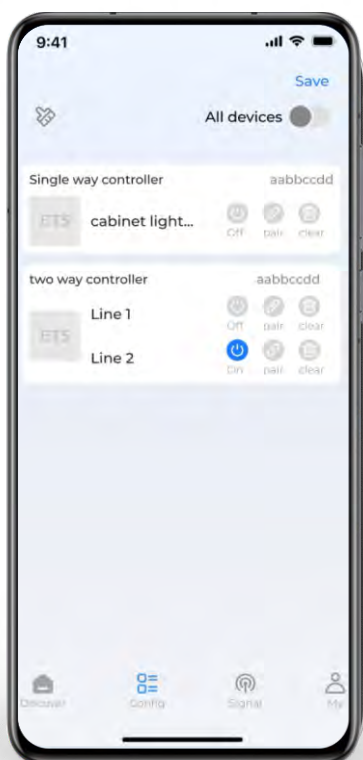 9:41
Save
All devices
Single way controller aabbccdd
ETS cabinet light...
Off pair clear
two way controller aabbccdd
Line 1
Off pair clear
ETS
Line 2
On pair clear
Discover Config Signal My